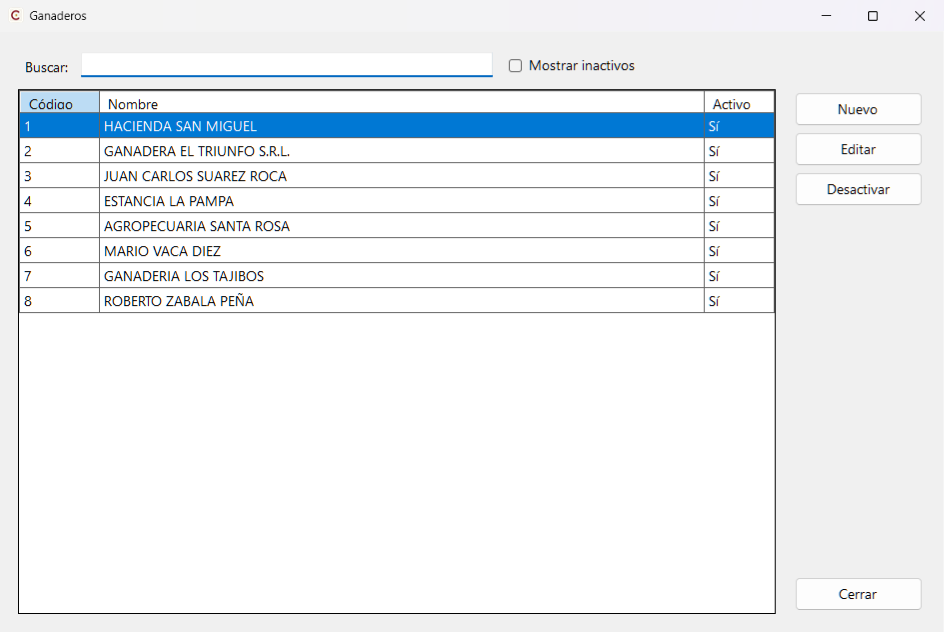 Ganaderos
Buscar:
Mostrar inactivos
Código Nombre Activo
1 HACIENDA SAN MIGUEL Sí
2 GANADERA EL TRIUNFO S.R.L. Sí
3 JUAN CARLOS SUAREZ ROCA Sí
4 ESTANCIA LA PAMPA Sí
5 AGROPECUARIA SANTA ROSA Sí
6 MARIO VACA DIEZ Sí
7 GANADERIA LOS TAJIBOS Sí
8 ROBERTO ZABALA PEÑA Sí
Nuevo
Editar
Desactivar
Cerrar